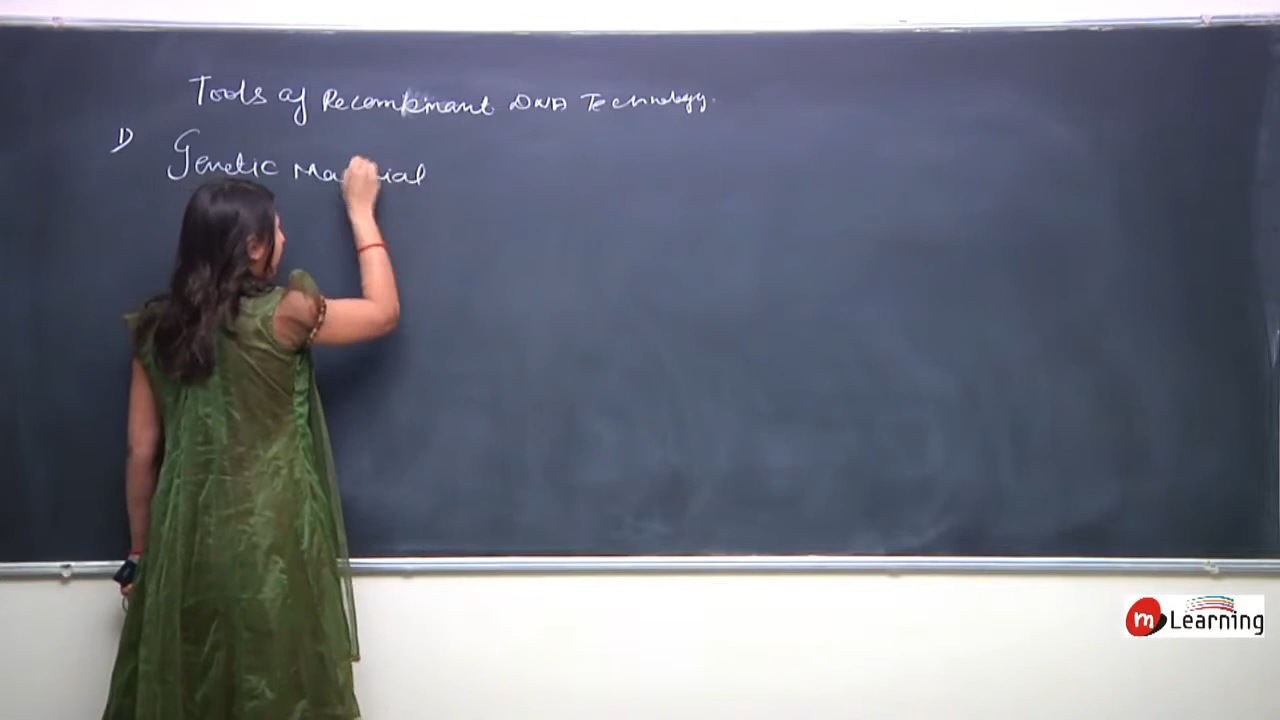 Tools of Recombinant DNA Technology.
1) Genetic Material
m Learning